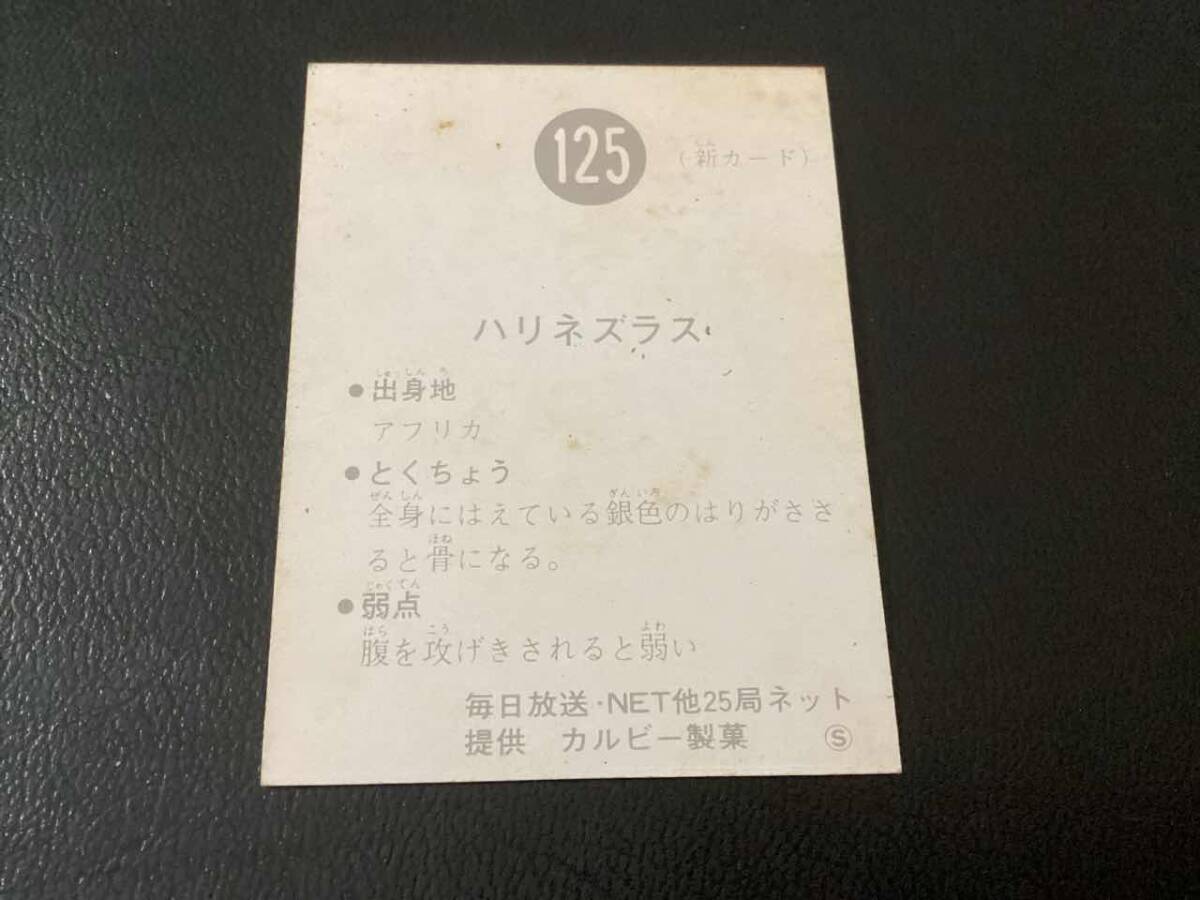 125
(新カード)
ハリネズラス
●出身地
アフリカ
●とくちょう
全身にはえている銀色のはりがささ
ると骨になる。
●弱点
腹を攻げきされると弱い
毎日放送・NET他25局ネット
提供 カルビー製菓 Ⓢ